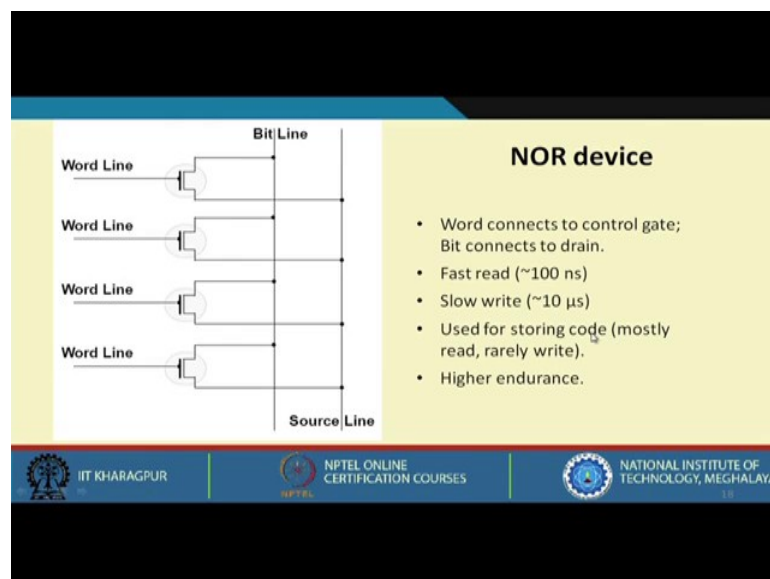 Bit Line
Word Line
Word Line
Word Line
Word Line
Source Line
NOR device
• Word connects to control gate;
Bit connects to drain.
• Fast read (~100 ns)
• Slow write (~10 µs)
• Used for storing code (mostly
read, rarely write).
• Higher endurance.
IIT KHARAGPUR
NPTEL
NPTEL ONLINE
CERTIFICATION COURSES
NATIONAL INSTITUTE OF
TECHNOLOGY, MEGHALAYA
18